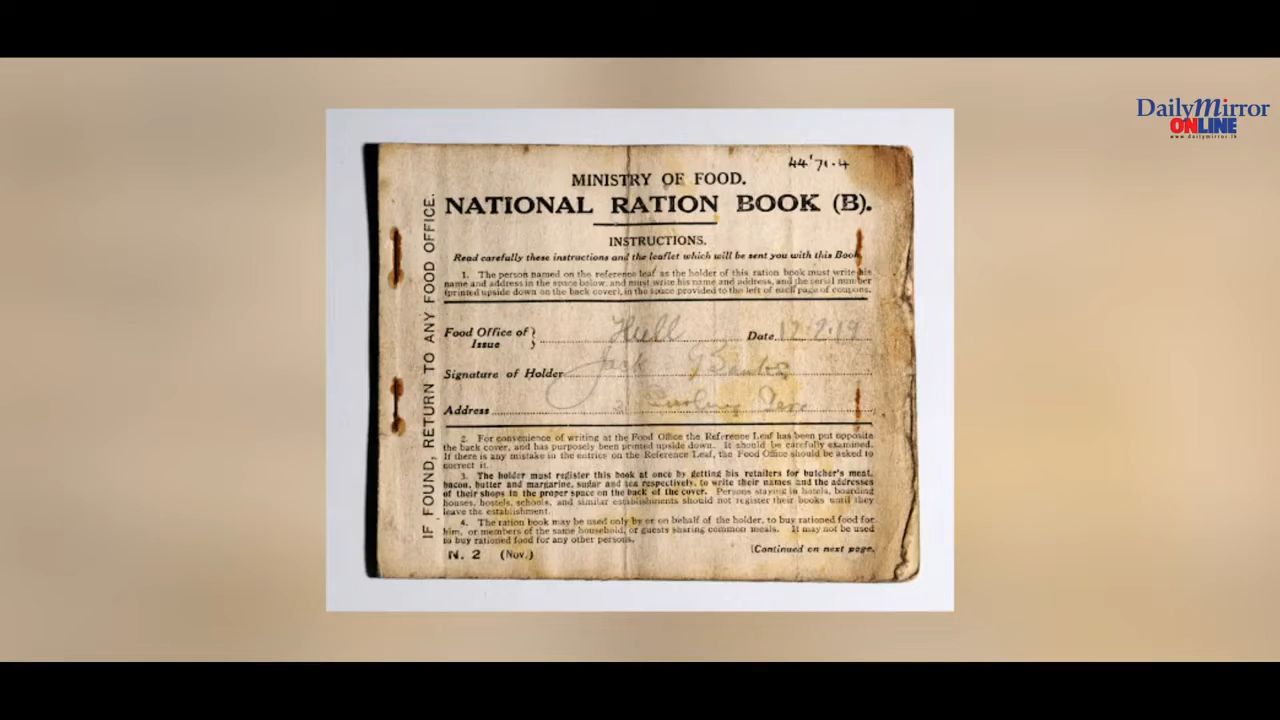 DailyMirror
ONLINE
www.dailymirror.lk
44'71.4
MINISTRY OF FOOD.
NATIONAL RATION BOOK (B).
INSTRUCTIONS.
Read carefully these instructions and the leaflet which will be sent you with this Book.
1. The person named on the reference leaf as the holder of this ration book must write his
name and address in the space below, and must write his name and address, and the serial number
(printed upside down on the back cover), in the space provided to the left of each page of coupons.
Food Office of Issue } Hull Date 12.2.19
Signature of Holder Jack
Address
2. For convenience of writing at the Food Office the Reference Leaf has been put opposite
the back cover, and has purposely been printed upside down. It should be carefully examined.
If there is any mistake in the entries on the Reference Leaf, the Food Office should be asked to
correct it.
3. The holder must register this book at once by getting his retailers for butcher's meat,
bacon, butter and margarine, sugar and tea respectively, to write their names and the addresses
of their shops in the proper space on the back of the cover. Persons staying in hotels, boarding
houses, hostels, schools, and similar establishments should not register their books until they
leave the establishment.
4. The ration book may be used only by or on behalf of the holder, to buy rationed food for
him, or members of the same household, or guests sharing common meals. It may not be used
to buy rationed food for any other persons.
N. 2 (Nov.)
(Continued on next page.
IF FOUND, RETURN TO ANY FOOD OFFICE.